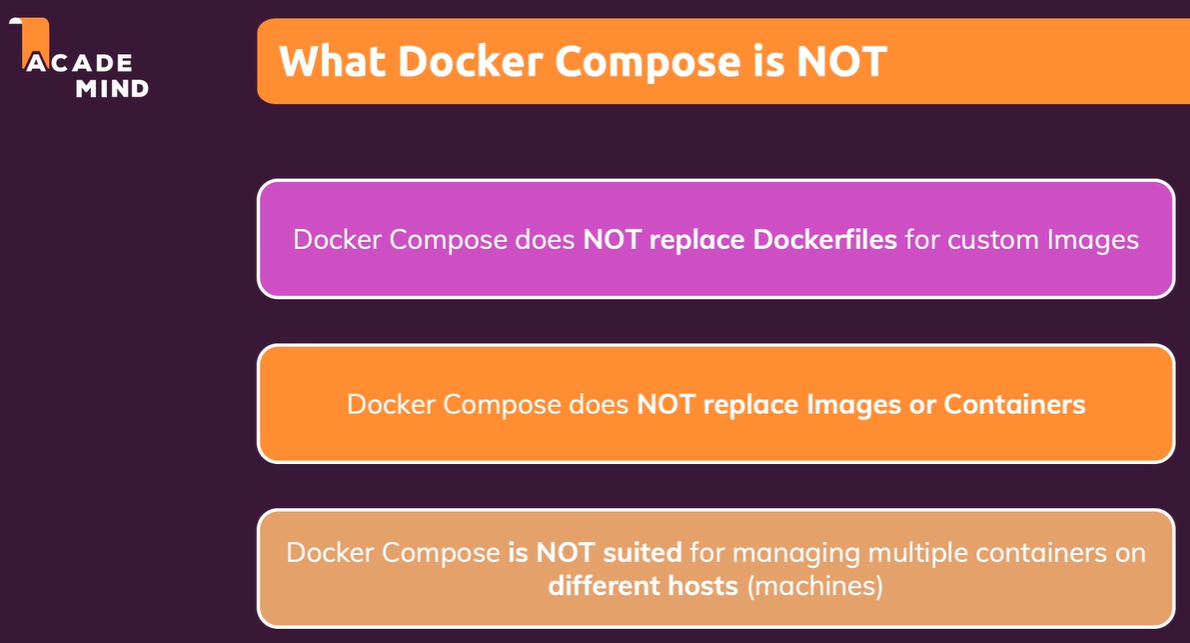 ACADE
MIND
What Docker Compose is NOT
Docker Compose does NOT replace Dockerfiles for custom Images
Docker Compose does NOT replace Images or Containers
Docker Compose is NOT suited for managing multiple containers on
different hosts (machines)